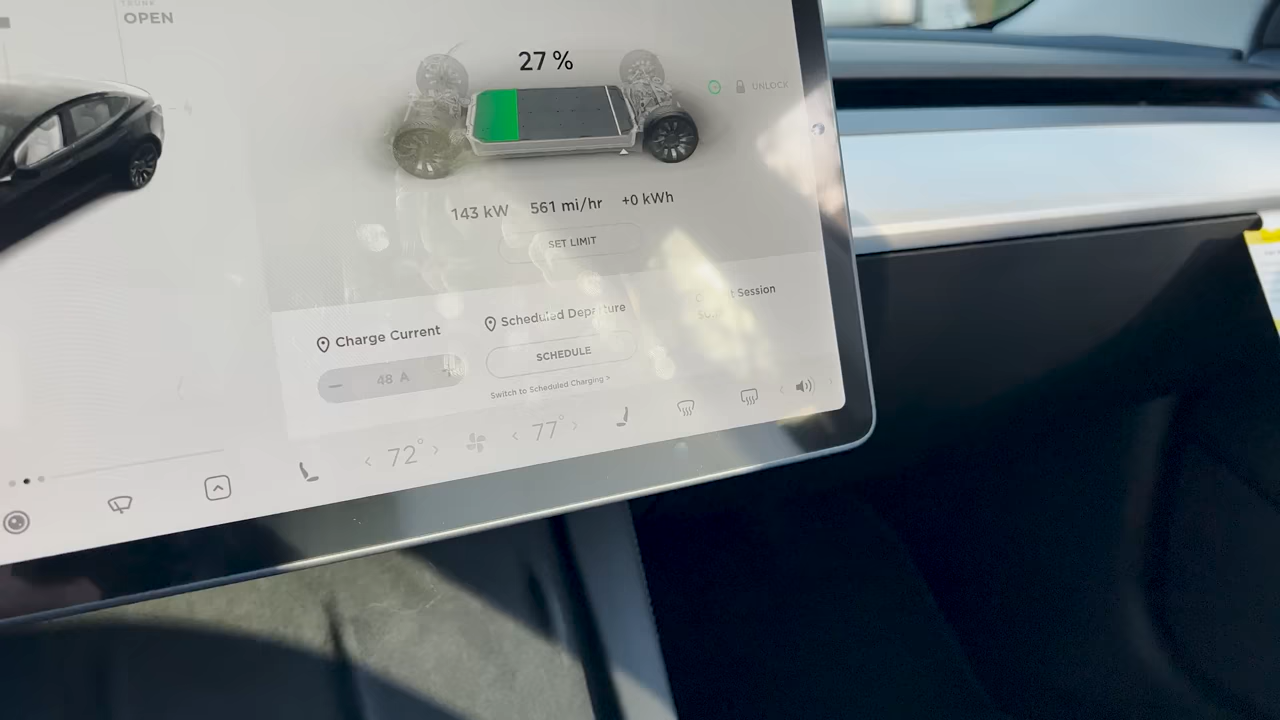 TRUNK
OPEN
27 %
UNLOCK
143 kW 561 mi/hr +0 kWh
SET LIMIT
Charge Current
48 A
Scheduled Departure
SCHEDULE
Switch to Scheduled Charging >
Session
72°
77°